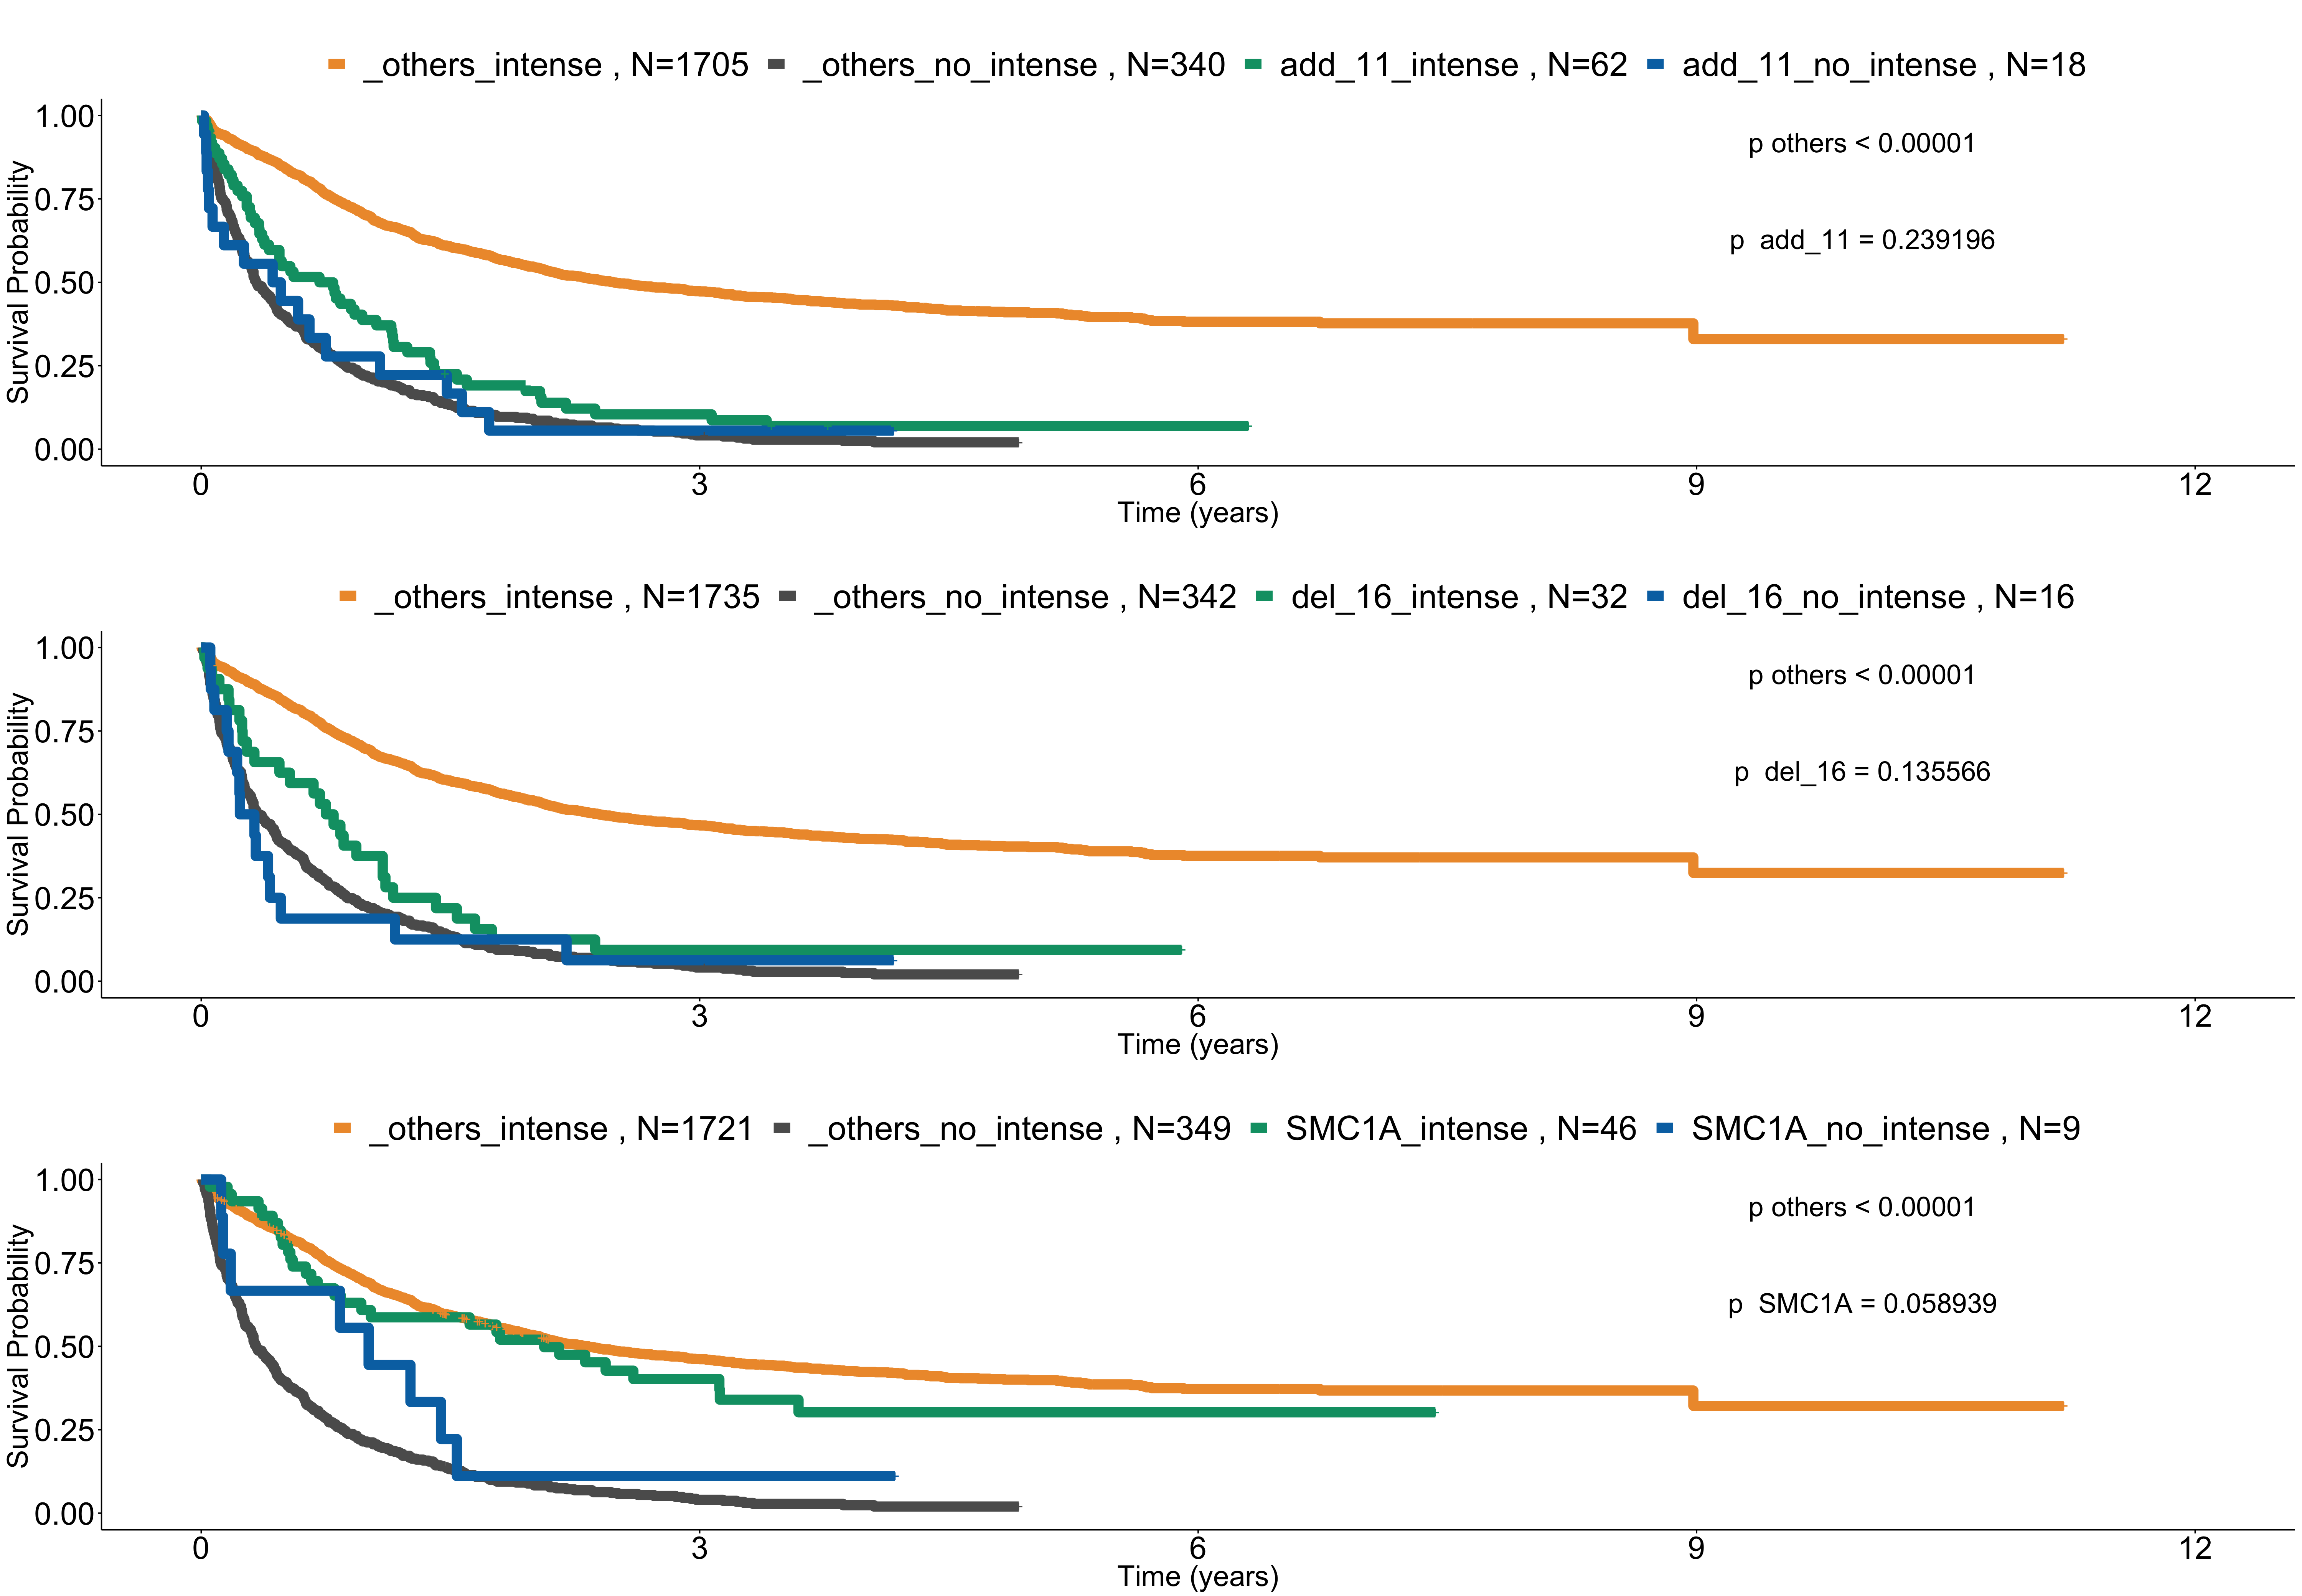 _others_intense , N=1705 _others_no_intense , N=340 add_11_intense , N=62 add_11_no_intense , N=18
Survival Probability
1.00
0.75
0.50
0.25
0.00
p others < 0.00001
p  add_11 = 0.239196
0 3 6 9 12
Time (years)
_others_intense , N=1735 _others_no_intense , N=342 del_16_intense , N=32 del_16_no_intense , N=16
Survival Probability
1.00
0.75
0.50
0.25
0.00
p others < 0.00001
p  del_16 = 0.135566
0 3 6 9 12
Time (years)
_others_intense , N=1721 _others_no_intense , N=349 SMC1A_intense , N=46 SMC1A_no_intense , N=9
Survival Probability
1.00
0.75
0.50
0.25
0.00
p others < 0.00001
p  SMC1A = 0.058939
0 3 6 9 12
Time (years)